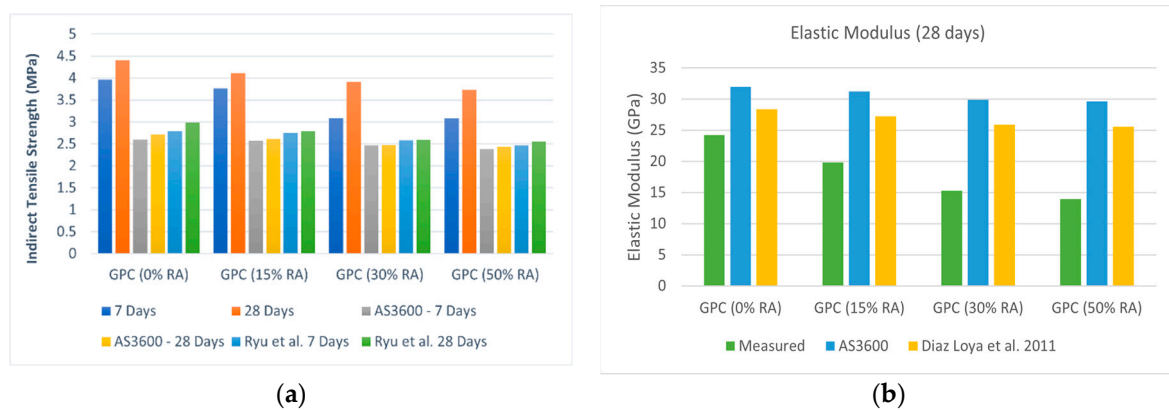 Indirect Tensile Strength (MPa)
5
4.5
4
3.5
3
2.5
2
1.5
1
0.5
0
GPC (0% RA) GPC (15% RA) GPC (30% RA) GPC (50% RA)
7 Days 28 Days AS3600 - 7 Days
AS3600 - 28 Days Ryu et al. 7 Days Ryu et al. 28 Days
(a)
Elastic Modulus (28 days)
Elastic Modulus (GPa)
35
30
25
20
15
10
5
0
GPC (0% RA) GPC (15% RA) GPC (30% RA) GPC (50% RA)
Measured AS3600 Diaz Loya et al. 2011
(b)